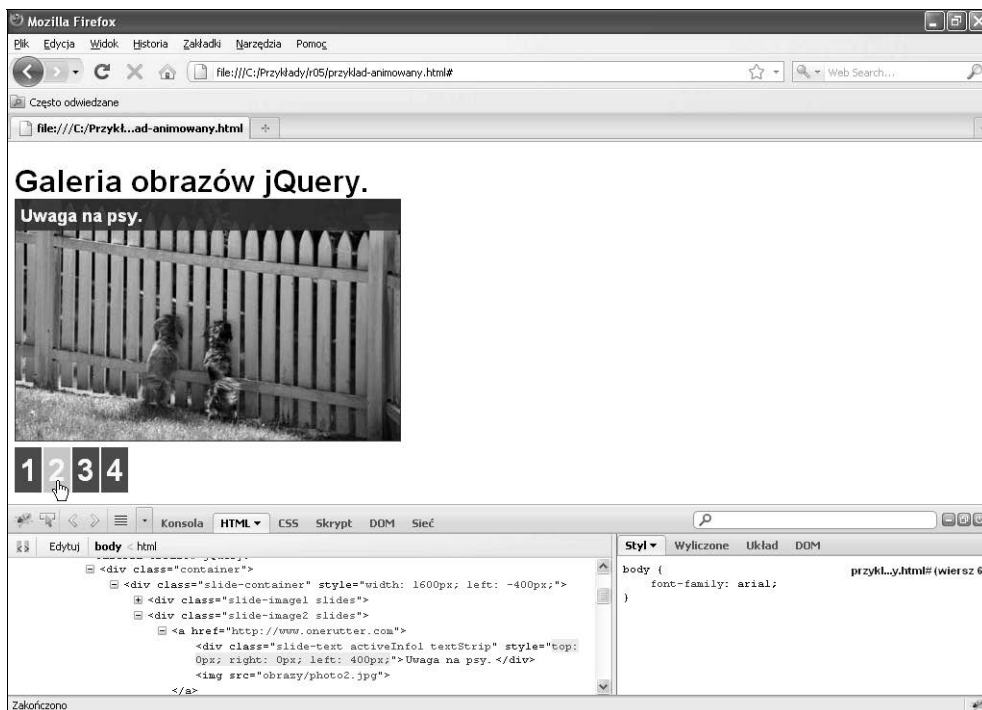 Mozilla Firefox
Plik Edycja Widok Historia Zakładki Narzędzia Pomoc
file:///C:/Przykłady/r05/przyklad-animowany.html#
Web Search...
Często odwiedzane
file:///C:/Przykł...ad-animowany.html
Galeria obrazów jQuery.
Uwaga na psy.
1 2 3 4
Konsola HTML CSS Skrypt DOM Sieć
Edytuj body < html
Styl Wyliczone Układ DOM
<div class="container">
<div class="slide-container" style="width: 1600px; left: -400px;">
<div class="slide-image1 slides">
<div class="slide-image2 slides">
<a href="http://www.onerutter.com">
<div class="slide-text activeInfo1 textStrip" style="top:
0px; right: 0px; left: 400px;">Uwaga na psy.</div>
<img src="obrazy/photo2.jpg">
</a>
body {
font-family: arial;
}
przykł...y.html# (wiersz 6
Zakończono